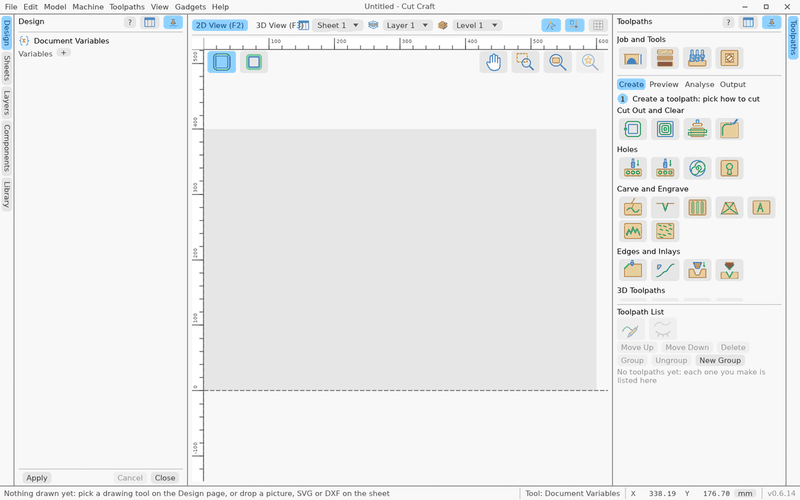 File Edit Model Machine Toolpaths View Gadgets Help
Untitled - Cut Craft
Design
?
Design
Sheets
Layers
Components
Library
Document Variables
Variables +
Apply
Cancel
Close
2D View (F2)
3D View (F3
Sheet 1
Layer 1
Level 1
100
200
300
400
500
600
500
400
300
200
100
0
-100
Toolpaths
?
Toolpaths
Job and Tools
Create Preview Analyse Output
1 Create a toolpath: pick how to cut
Cut Out and Clear
Holes
Carve and Engrave
A
Edges and Inlays
3D Toolpaths
Toolpath List
Move Up Move Down Delete
Group Ungroup New Group
No toolpaths yet: each one you make is
listed here
Nothing drawn yet: pick a drawing tool on the Design page, or drop a picture, SVG or DXF on the sheet
Tool: Document Variables
X 338.19 Y 176.70 mm
v0.6.14